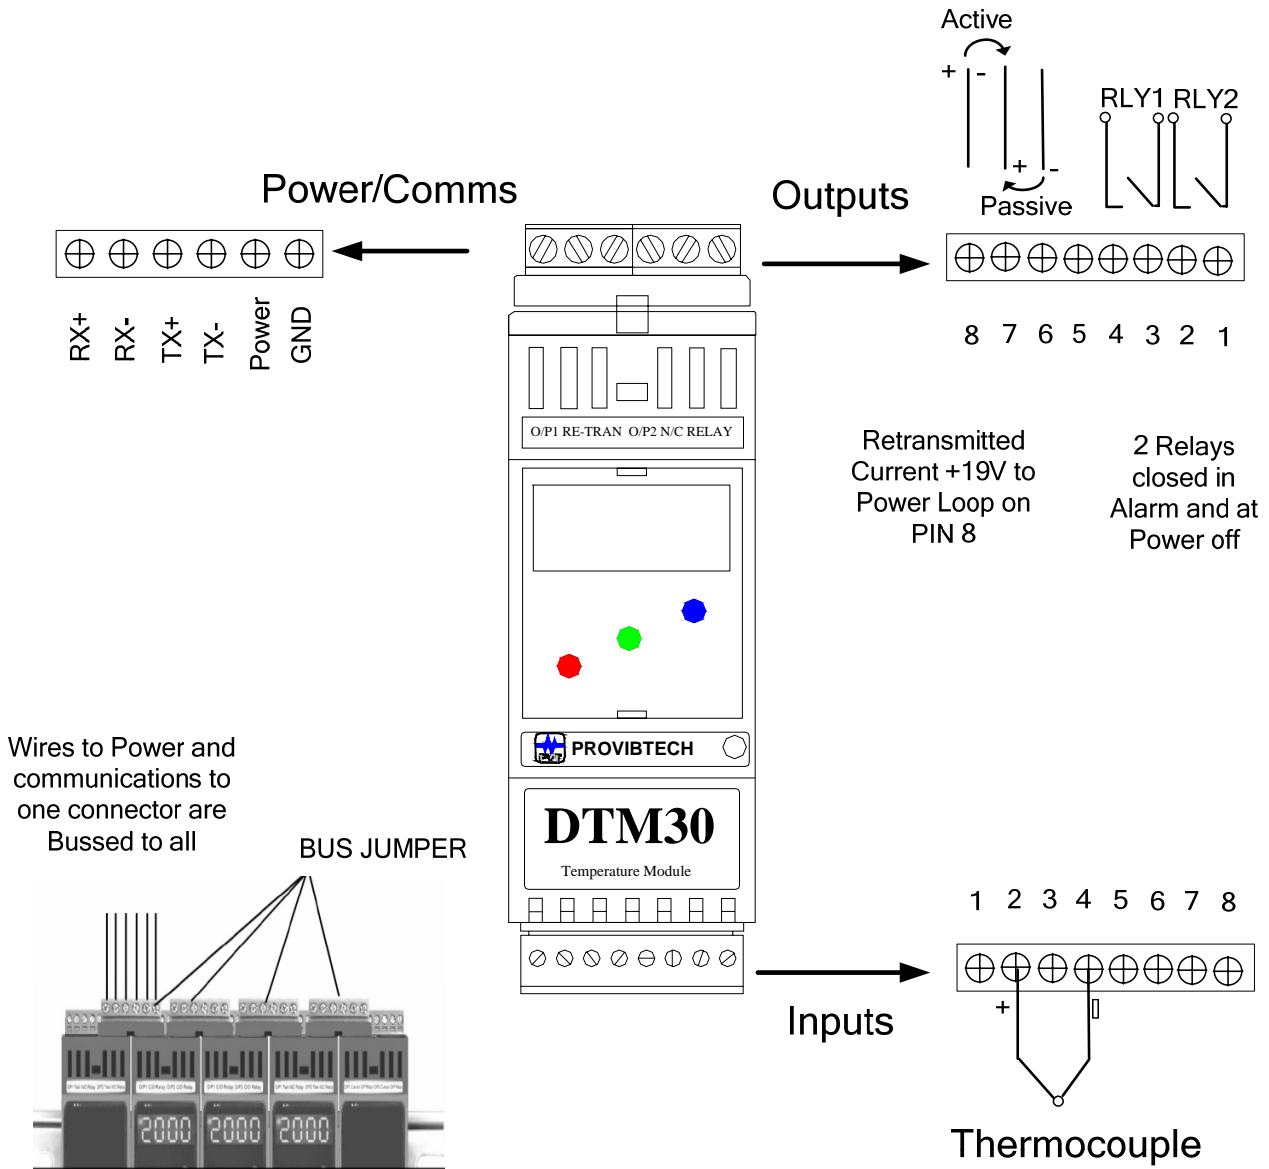 Active
+ -
RLY1 RLY2
+ -
Passive
Power/Comms
Outputs
RX+ RX- TX+ TX- Power GND
8 7 6 5 4 3 2 1
O/P1 RE-TRAN O/P2 N/C RELAY
Retransmitted
Current +19V to
Power Loop on
PIN 8
2 Relays
closed in
Alarm and at
Power off
PROVIBTECH
DTM30
Temperature Module
Wires to Power and
communications to
one connector are
Bussed to all
BUS JUMPER
2000 2000 2000
1 2 3 4 5 6 7 8
+
Inputs
Thermocouple